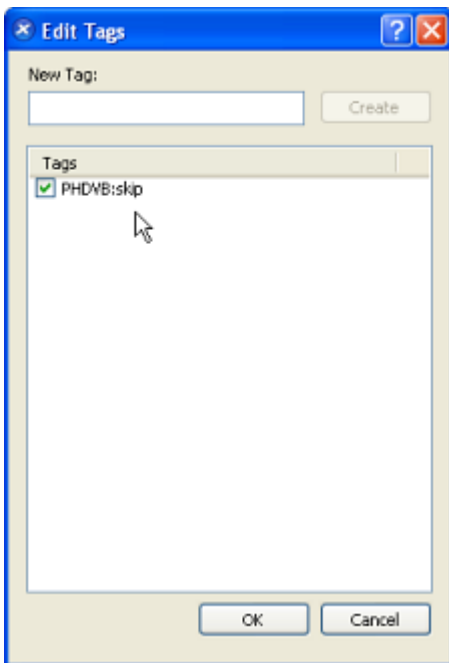 Edit Tags
New Tag:
Create
Tags
PHDVB:skip
OK
Cancel